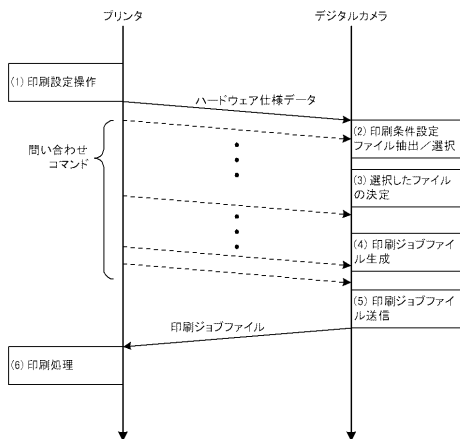 プリンタ
デジタルカメラ
(1) 印刷設定操作
ハードウェア仕様データ
(2) 印刷条件設定
ファイル抽出／選択
問い合わせ
コマンド
(3) 選択したファイル
の決定
(4) 印刷ジョブファイ
ル生成
(5) 印刷ジョブファイ
ル送信
印刷ジョブファイル
(6) 印刷処理